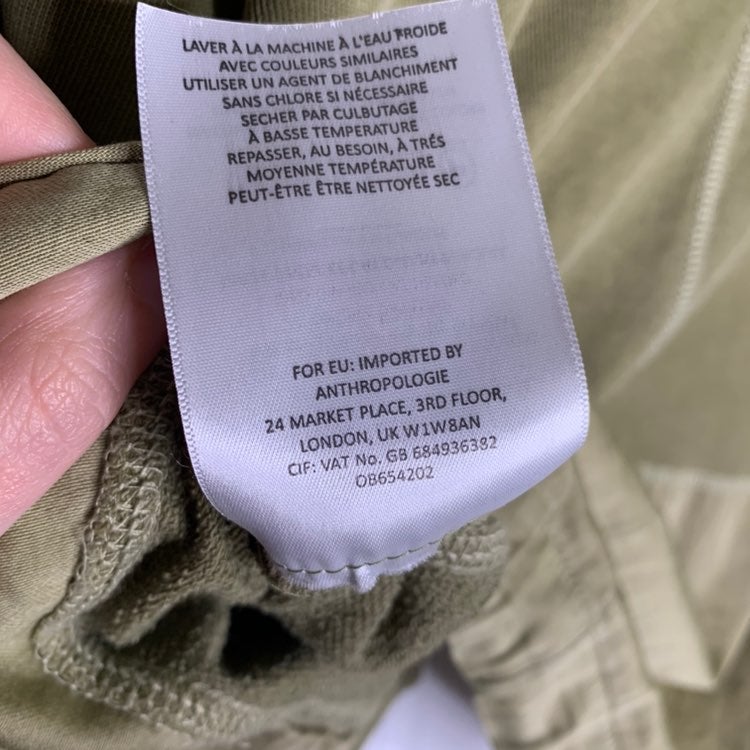 LAVER À LA MACHINE À L'EAU FROIDE
AVEC COULEURS SIMILAIRES
UTILISER UN AGENT DE BLANCHIMENT
SANS CHLORE SI NÉCESSAIRE
SECHER PAR CULBUTAGE
À BASSE TEMPERATURE
REPASSER, AU BESOIN, À TRÉS
MOYENNE TEMPÉRATURE
PEUT-ÊTRE ÊTRE NETTOYÉE SEC
FOR EU: IMPORTED BY
ANTHROPOLOGIE
24 MARKET PLACE, 3RD FLOOR,
LONDON, UK W1W8AN
CIF: VAT No. GB 684936382
OB654202